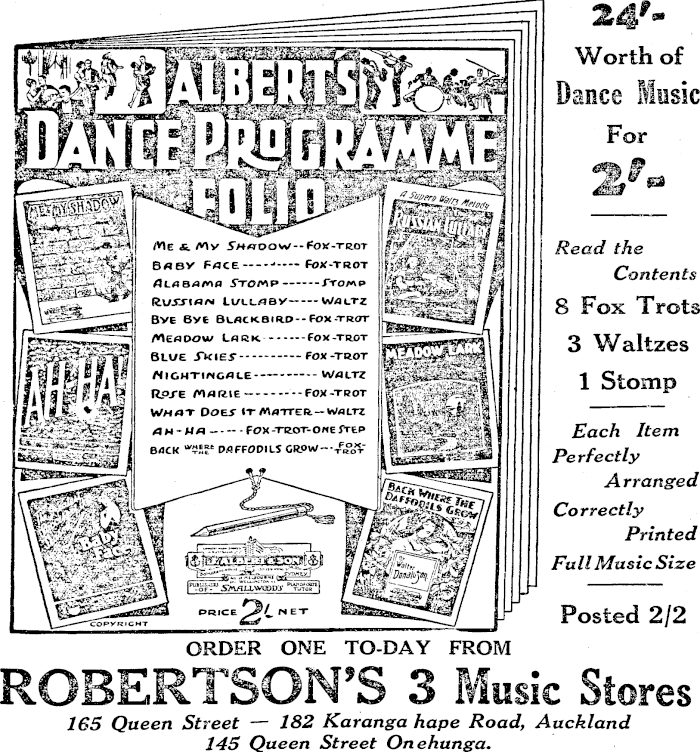 ALBERT'S
DANCE PROGRAMME
FOLIO
ME & MY SHADOW
A Superb Waltz Melody
RUSSIAN LULLABY
ME & MY SHADOW--FOX-TROT
BABY FACE--------- FOX-TROT
ALABAMA STOMP------STOMP
RUSSIAN LULLABY-----WALTZ
BYE BYE BLACKBIRD--FOX-TROT
MEADOW LARK ------FOX-TROT
BLUE SKIES----------FOX-TROT
NIGHTINGALE-------- WALTZ
ROSE MARIE---------FOX-TROT
WHAT DOES IT MATTER--WALTZ
AH-HA -----FOX-TROT-ONE STEP
BACK WHERE THE DAFFODILS GROW---FOX-TROT
AH-HA
MEADOW LARK
Baby Face
BACK WHERE THE
DAFFODILS GROW
Walter Donaldson
J. ALBERT & SON
PUBLISHERS OF SMALLWOOD'S PIANOFORTE TUTOR
PRICE 2/- NET
COPYRIGHT
24'-
Worth of
Dance Music
For
2'-
Read the
Contents
8 Fox Trots
3 Waltzes
1 Stomp
Each Item
Perfectly
Arranged
Correctly
Printed
Full Music Size
Posted 2/2
ORDER ONE TO-DAY FROM
ROBERTSON'S 3 Music Stores
165 Queen Street — 182 Karanga hape Road, Auckland
145 Queen Street Onehunga.